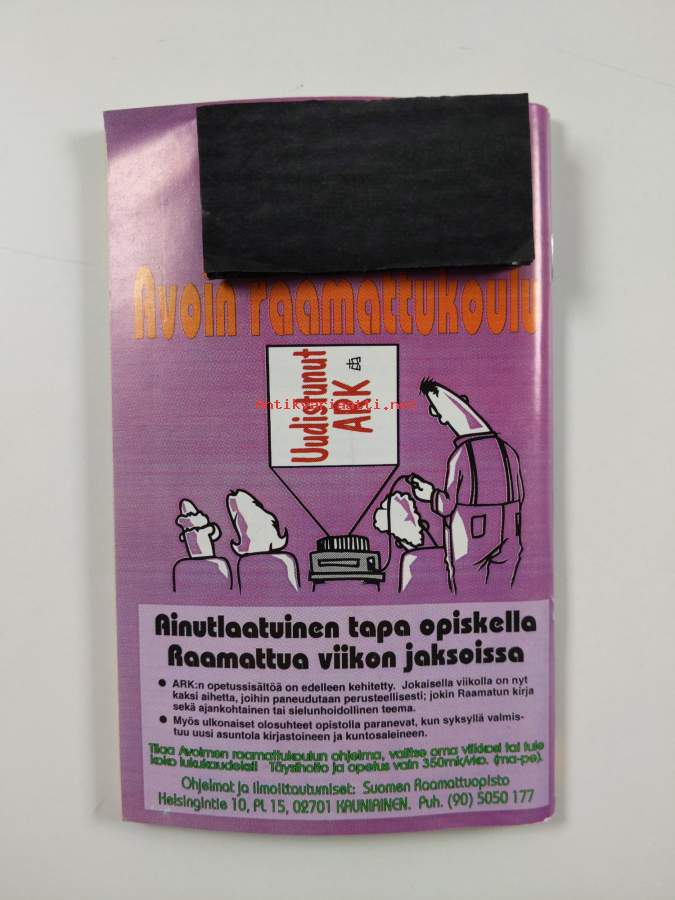 Avoin raamattukoulu
Uudistunut
ARK
antikvariaatti.net
Ainutlaatuinen tapa opiskella
Raamattua viikon jaksoissa
● ARK:n opetussisältöä on edelleen kehitetty. Jokaisella viikolla on nyt
kaksi aihetta, joihin paneudutaan perusteellisesti; jokin Raamatun kirja
sekä ajankohtainen tai sielunhoidollinen teema.
● Myös ulkonaiset olosuhteet opistolla paranevat, kun syksyllä valmis-
tuu uusi asuntola kirjastoineen ja kuntosaleineen.
Tilaa Avoimen raamattukoulun ohjelma, valitse oma viikkosi tai tule
koko lukukaudeksi! Täysihoito ja opetus vain 350mk/vko. (ma-pe).
Ohjelmat ja ilmoittautumiset: Suomen Raamattuopisto
Helsingintie 10, PL 15, 02701 KAUNIAINEN. Puh. (90) 5050 177